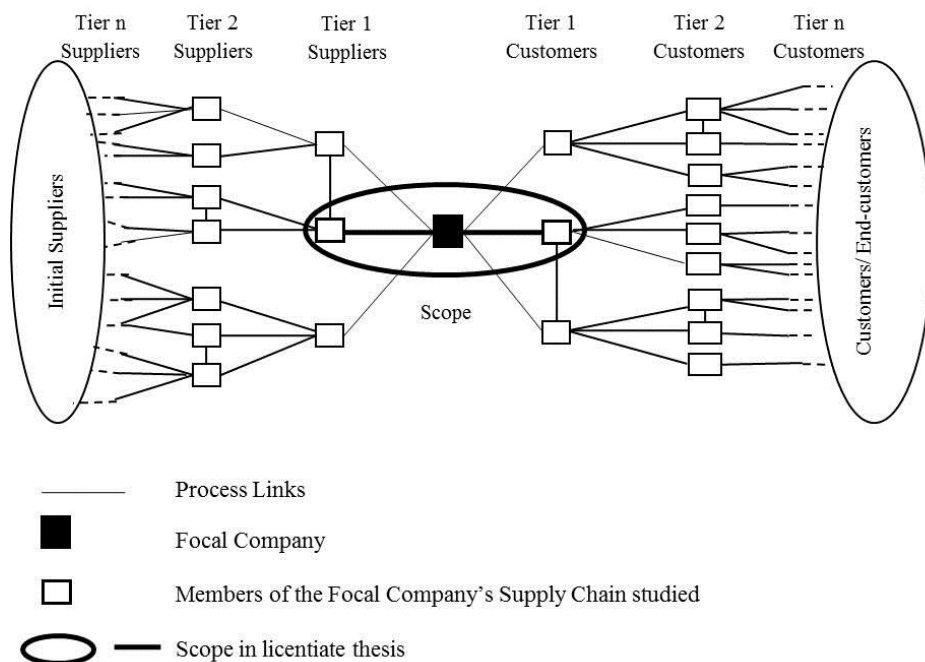 Tier n
Suppliers
Tier 2
Suppliers
Tier 1
Suppliers
Tier 1
Customers
Tier 2
Customers
Tier n
Customers
Initial Suppliers
Scope
Customers/ End-customers
Process Links
Focal Company
Members of the Focal Company's Supply Chain studied
Scope in licentiate thesis